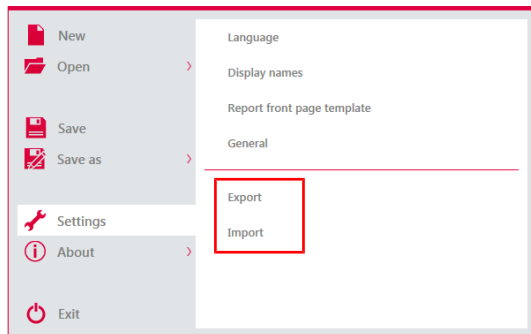 New
Open
Save
Save as
Settings
About
Exit
Language
Display names
Report front page template
General
Export
Import